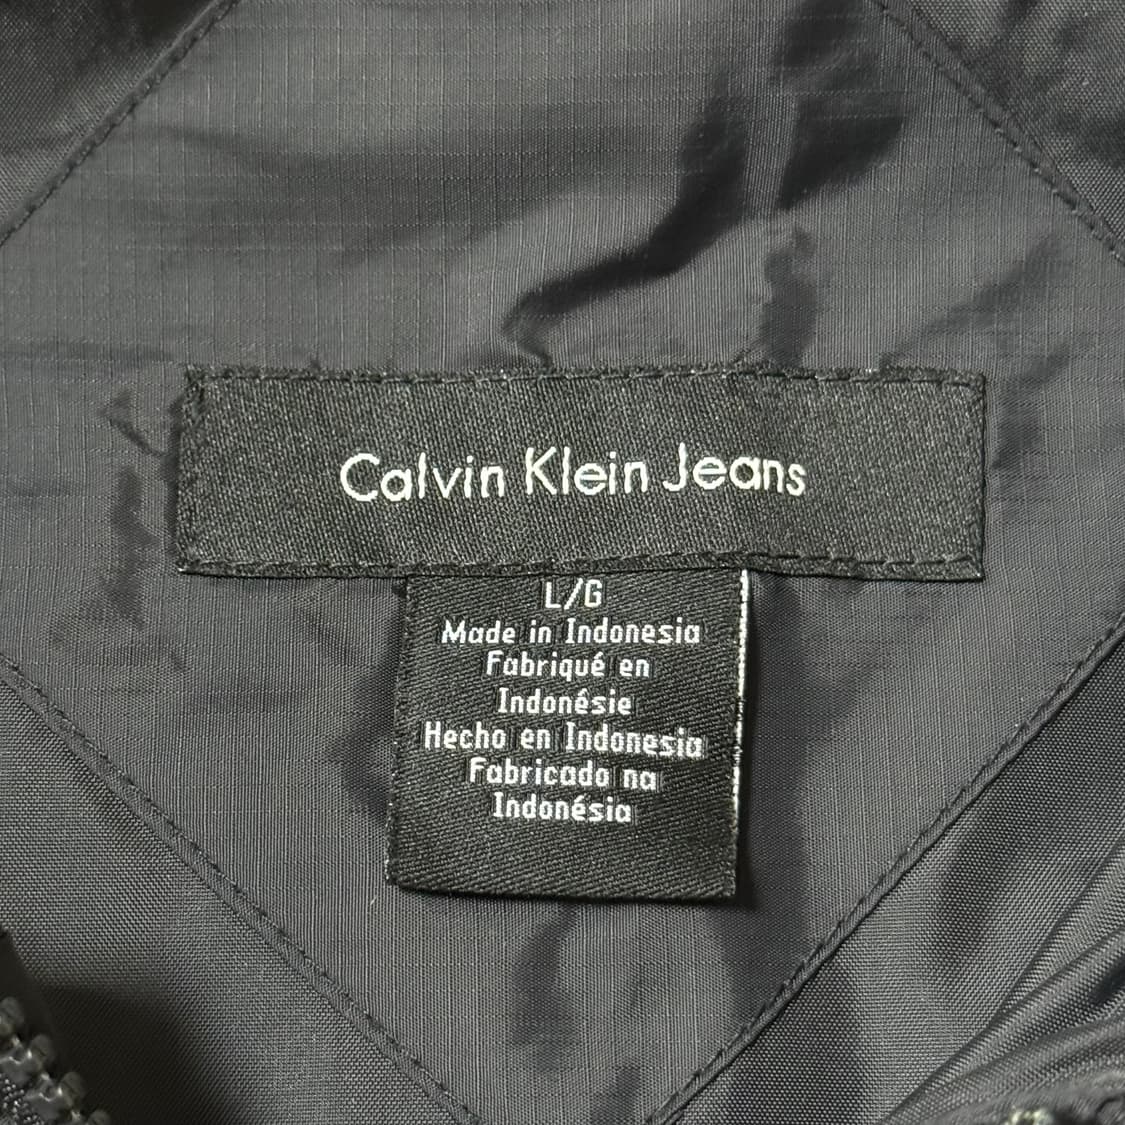 Calvin Klein Jeans
L/G
Made in Indonesia
Fabriqué en
Indonésie
Hecho en Indonesia
Fabricado na
Indonésia